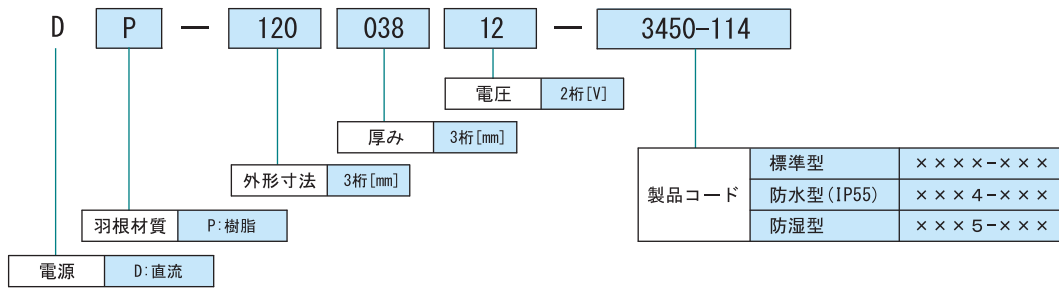 D P — 120 038 12 — 3450-114
電圧 2桁[V]
厚み 3桁[mm]
外形寸法 3桁[mm]
羽根材質 P:樹脂
電源 D:直流
製品コード
標準型 ××××-×××
防水型(IP55) ×××4-×××
防湿型 ×××5-×××